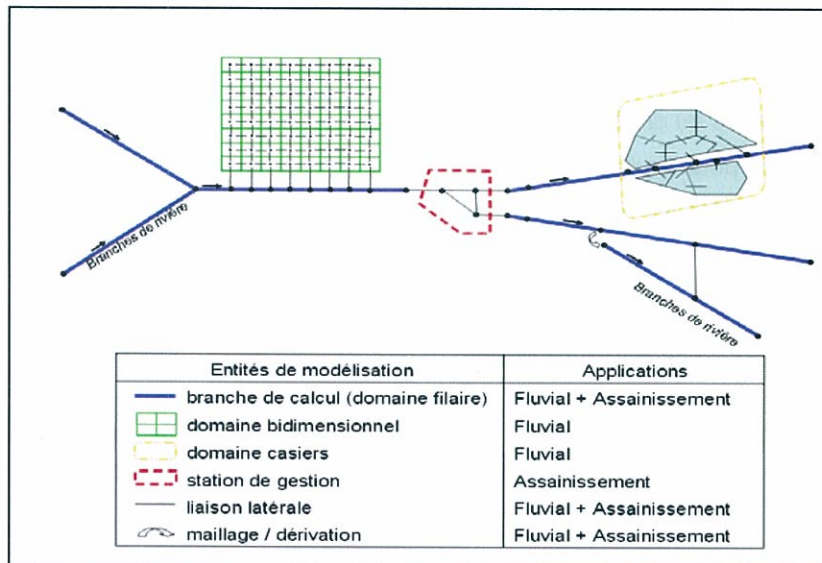 Branches de rivière
Branches de rivière
Entités de modélisation Applications
branche de calcul (domaine filaire) Fluvial + Assainissement
domaine bidimensionnel Fluvial
domaine casiers Fluvial
station de gestion Assainissement
liaison latérale Fluvial + Assainissement
maillage / dérivation Fluvial + Assainissement